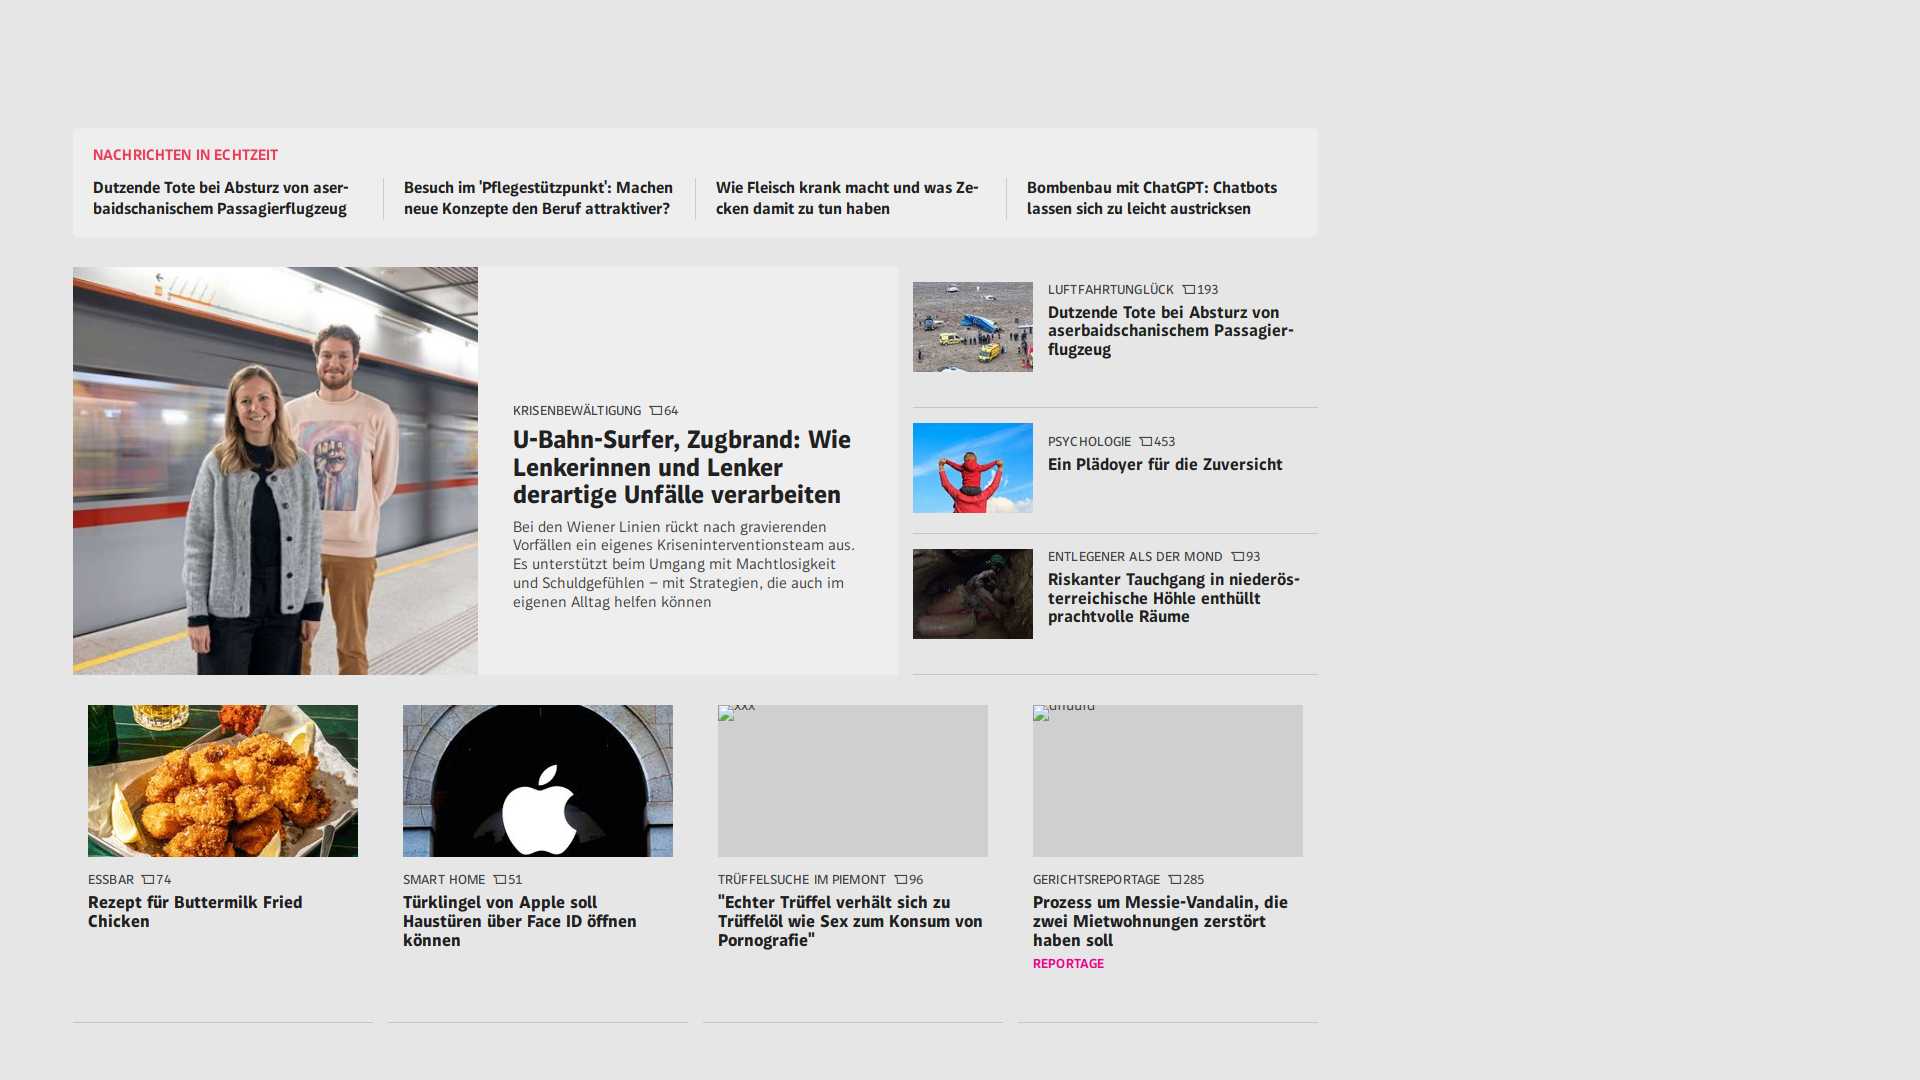 NACHRICHTEN IN ECHTZEIT
Dutzende Tote bei Absturz von aser-
baidschanischem Passagierflugzeug
Besuch im 'Pflegestützpunkt': Machen
neue Konzepte den Beruf attraktiver?
Wie Fleisch krank macht und was Ze-
cken damit zu tun haben
Bombenbau mit ChatGPT: Chatbots
lassen sich zu leicht austricksen
KRISENBEWÄLTIGUNG 64
U-Bahn-Surfer, Zugbrand: Wie
Lenkerinnen und Lenker
derartige Unfälle verarbeiten
Bei den Wiener Linien rückt nach gravierenden
Vorfällen ein eigenes Kriseninterventionsteam aus.
Es unterstützt beim Umgang mit Machtlosigkeit
und Schuldgefühlen – mit Strategien, die auch im
eigenen Alltag helfen können
LUFTFAHRTUNGLÜCK 193
Dutzende Tote bei Absturz von
aserbaidschanischem Passagier-
flugzeug
PSYCHOLOGIE 453
Ein Plädoyer für die Zuversicht
ENTLEGENER ALS DER MOND 93
Riskanter Tauchgang in niederös-
terreichische Höhle enthüllt
prachtvolle Räume
ESSBAR 74
Rezept für Buttermilk Fried
Chicken
SMART HOME 51
Türklingel von Apple soll
Haustüren über Face ID öffnen
können
xxx
TRÜFFELSUCHE IM PIEMONT 96
"Echter Trüffel verhält sich zu
Trüffelöl wie Sex zum Konsum von
Pornografie"
GERICHTSREPORTAGE 285
Prozess um Messie-Vandalin, die
zwei Mietwohnungen zerstört
haben soll
REPORTAGE